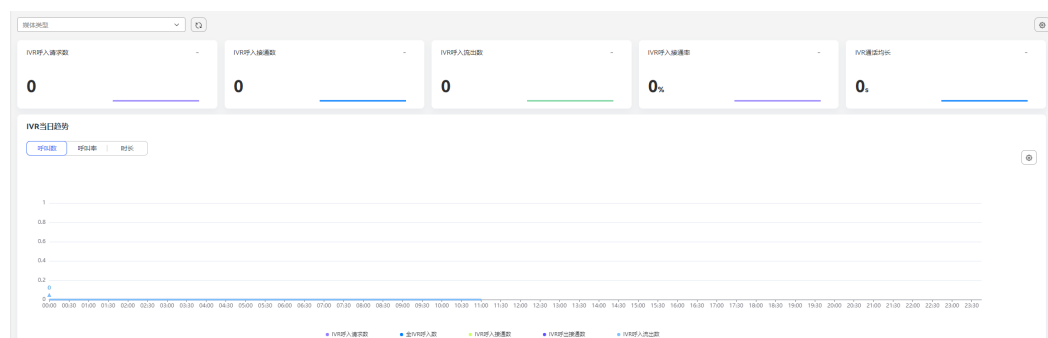 媒体类型
IVR呼入请求数 -
IVR呼入接通数 -
IVR呼入流出数 -
IVR呼入接通率 -
IVR通话均长 -
0
0
0
0%
0s
IVR当日趋势
呼叫数 呼叫率 时长
1
0.8
0.6
0.4
0.2
0
0
00:00 00:30 01:00 01:30 02:00 02:30 03:00 03:30 04:00 04:30 05:00 05:30 06:00 06:30 07:00 07:30 08:00 08:30 09:00 09:30 10:00 10:30 11:00 11:30 12:00 12:30 13:00 13:30 14:00 14:30 15:00 15:30 16:00 16:30 17:00 17:30 18:00 18:30 19:00 19:30 20:00 20:30 21:00 21:30 22:00 22:30 23:00 23:30
IVR呼入请求数 全IVR呼入数 IVR呼入接通数 IVR呼出接通数 IVR呼入流出数